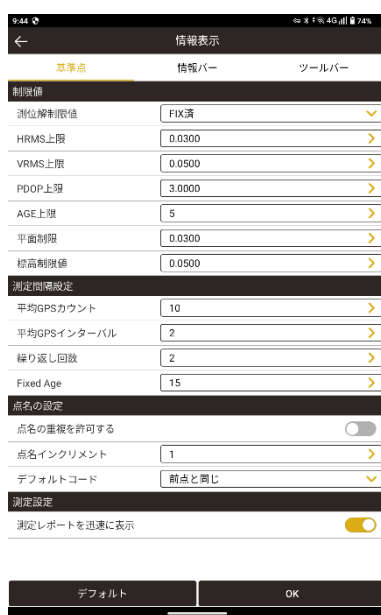 9:44 4G 74%
情報表示
基準点 情報バー ツールバー
制限値
測位解制限値 FIX済
HRMS上限 0.0300
VRMS上限 0.0500
PDOP上限 3.0000
AGE上限 5
平面制限 0.0300
標高制限値 0.0500
測定間隔設定
平均GPSカウント 10
平均GPSインターバル 2
繰り返し回数 2
Fixed Age 15
点名の設定
点名の重複を許可する
点名インクリメント 1
デフォルトコード 前点と同じ
測定設定
測定レポートを迅速に表示
デフォルト OK